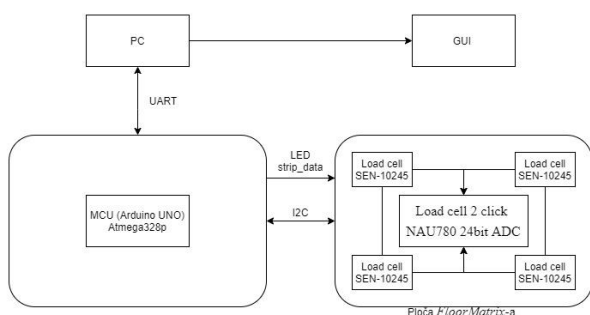 PC
GUI
UART
LED
strip_data
I2C
MCU (Arduino UNO)
Atmega328p
Load cell
SEN-10245
Load cell
SEN-10245
Load cell 2 click
NAU780 24bit ADC
Load cell
SEN-10245
Load cell
SEN-10245
Ploča FloorMatrix-a